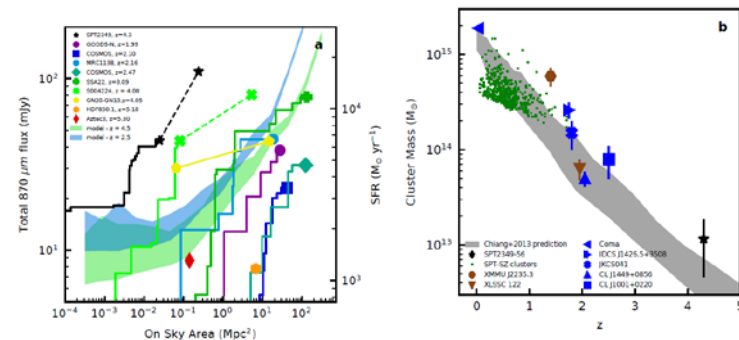 a
SPT2349, z=4.3
GOODS-N, z=1.99
COSMOS, z=2.10
MRC1138, z=2.16
COSMOS, z=2.47
SSA22, z=3.09
GN20-GN10,z=4.05
HDF850.1, z=5.18
Aztec3, z=5.30
model - z = 4.5
model - z = 2.5
Total 870 μm flux (mJy)
10²
10¹
SFR (M⊙ yr⁻¹)
10⁴
10³
10⁻⁴ 10⁻³ 10⁻² 10⁻¹ 10⁰ 10¹ 10²
On Sky Area (Mpc²)
b
Cluster Mass (M⊙)
10¹⁵
10¹⁴
10¹³
Chiang+2013 prediction
SPT2349-56
SPT-SZ clusters
XMMU J2235.3
XLSSC 122
Coma
IDCS J1426.5+3508
JKCS041
CL J1449+0856
CL J1001+0220
0 1 2 3 4 5
z